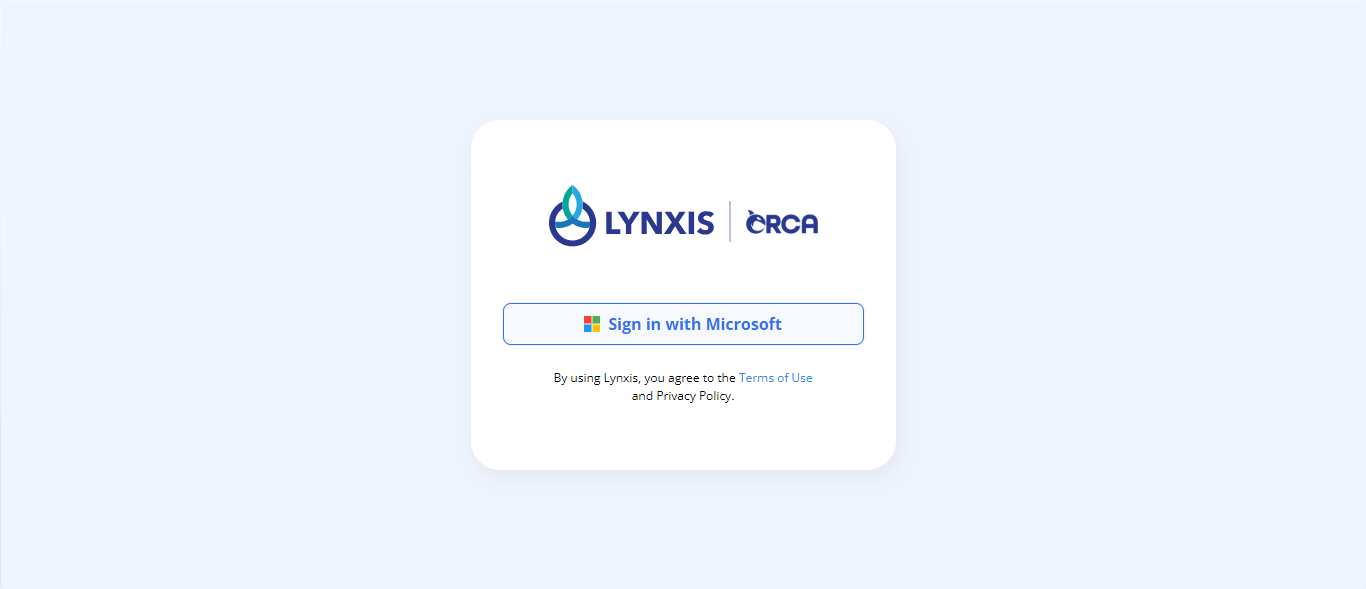 LYNXIS | ORCA
Sign in with Microsoft
By using Lynxis, you agree to the Terms of Use
and Privacy Policy.